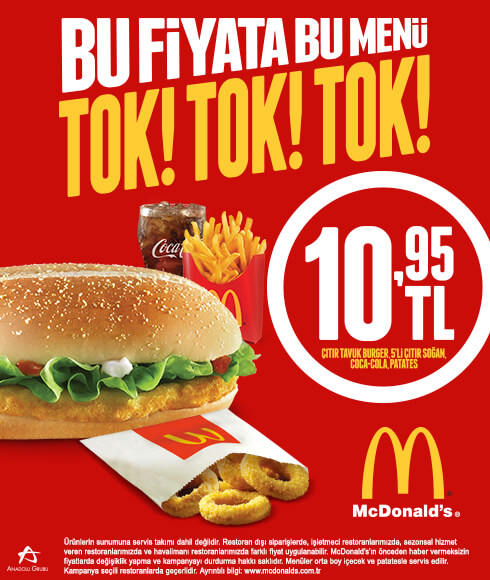 BU FİYATA BU MENÜ
TOK! TOK! TOK!
Coca
10,95
TL
ÇITIR TAVUK BURGER, 5'Lİ ÇITIR SOĞAN,
COCA-COLA, PATATES
McDonald's®
Ürünlerin sunumuna servis takımı dahil değildir. Restoran dışı siparişlerde, işletmeci restoranlarımızda, sezonsal hizmet
veren restoranlarımızda ve havalimanı restoranlarımızda farklı fiyat uygulanabilir. McDonald's'ın önceden haber vermeksizin
fiyatlarda değişiklik yapma ve kampanyayı durdurma hakkı saklıdır. Menüler orta boy içecek ve patatesle servis edilir.
Kampanya seçili restoranlarda geçerlidir. Ayrıntılı bilgi: www.mcdonalds.com.tr
ANADOLU GRUBU